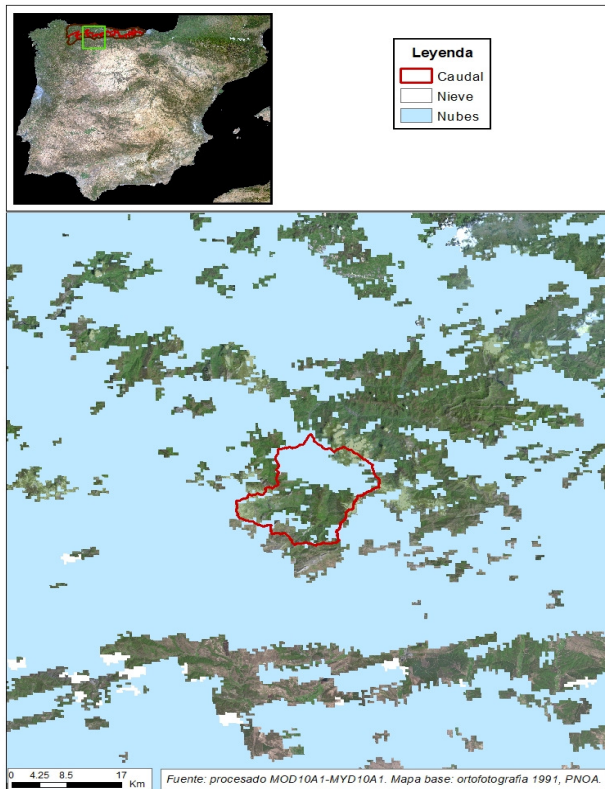 Leyenda
Caudal
Nieve
Nubes
0 4.25 8.5 17
Km
Fuente: procesado MOD10A1-MYD10A1. Mapa base: ortofotografia 1991, PNOA.